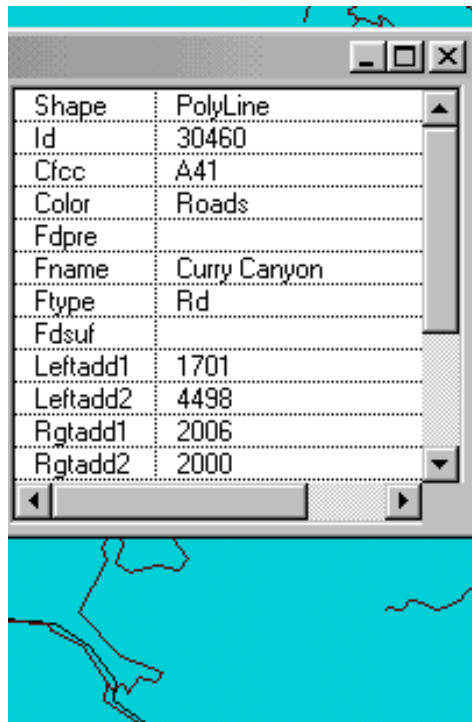 Shape PolyLine
Id 30460
Cfcc A41
Color Roads
Fdpre
Fname Curry Canyon
Ftype Rd
Fdsuf
Leftadd1 1701
Leftadd2 4498
Rgtadd1 2006
Rgtadd2 2000